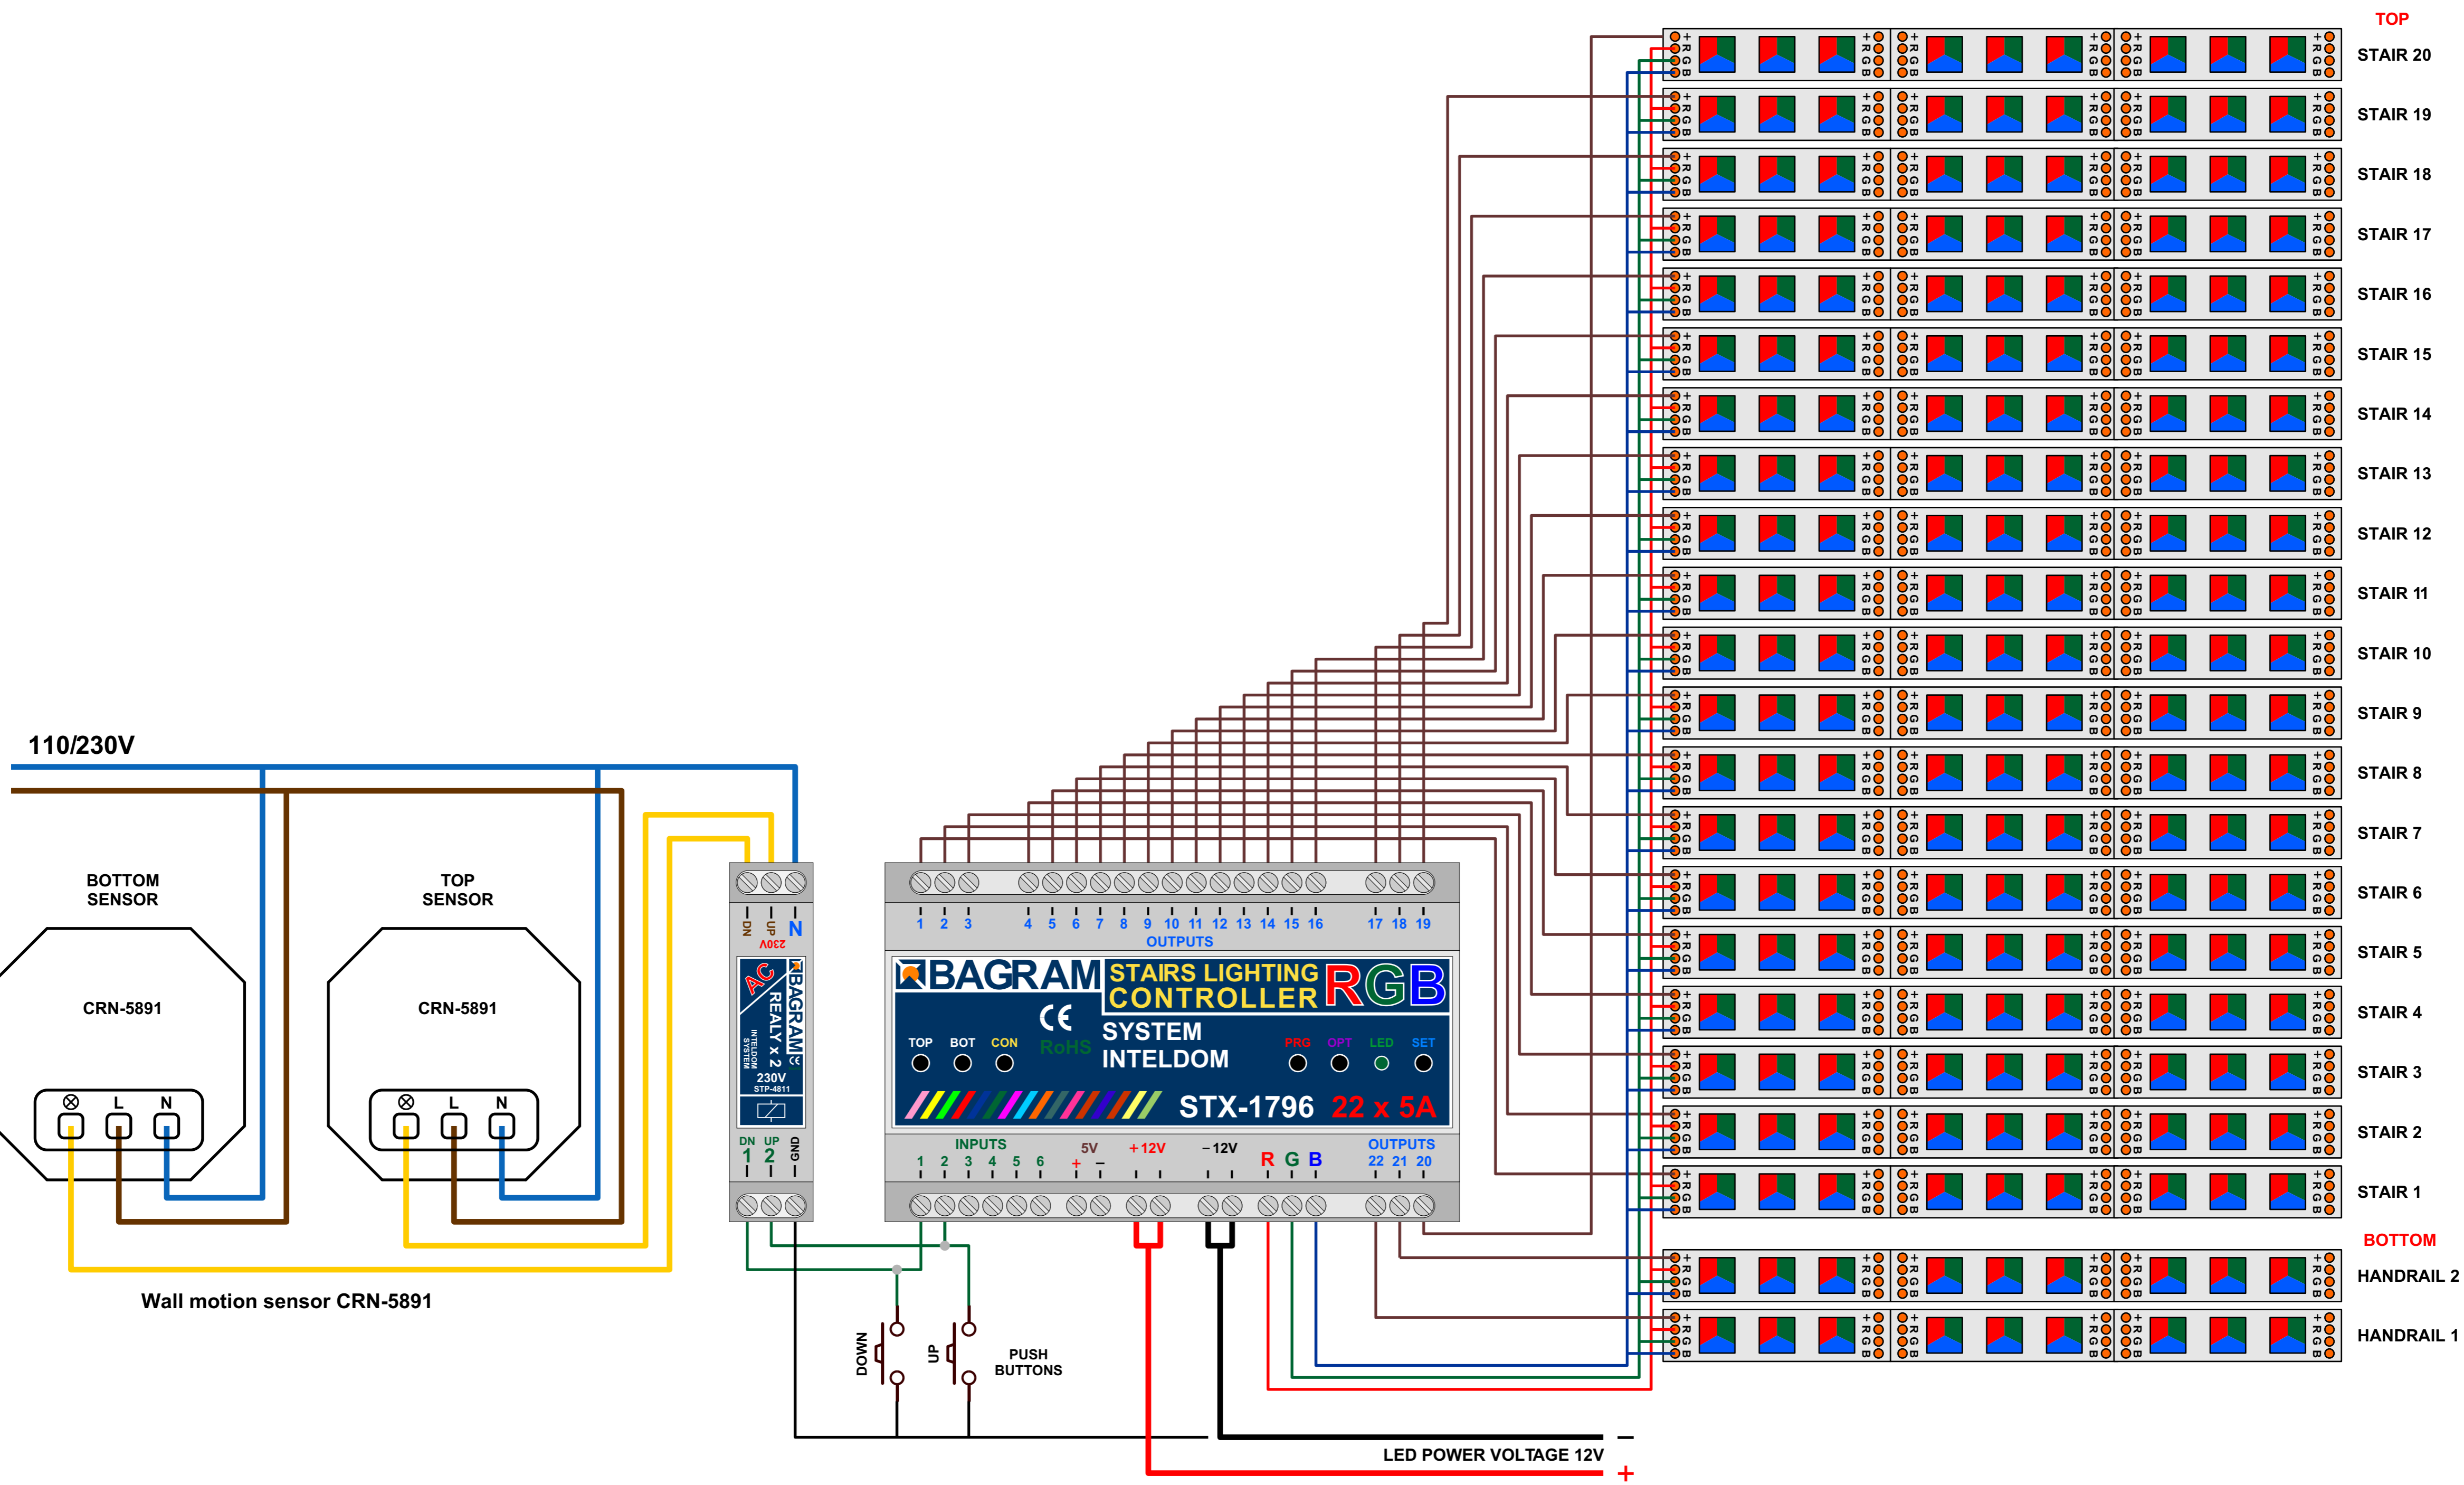 TOP
STAIR 20
STAIR 19
STAIR 18
STAIR 17
STAIR 16
STAIR 15
STAIR 14
STAIR 13
STAIR 12
STAIR 11
STAIR 10
STAIR 9
STAIR 8
STAIR 7
STAIR 6
STAIR 5
STAIR 4
STAIR 3
STAIR 2
STAIR 1
BOTTOM
HANDRAIL 2
HANDRAIL 1
+ R G B
110/230V
BOTTOM
SENSOR
CRN-5891
L N
TOP
SENSOR
CRN-5891
L N
Wall motion sensor CRN-5891
DN UP N
230V
AC
BAGRAM
CE
REALY x 2
INTELDOM
SYSTEM
230V
STP-4811
DN UP GND
1 2
1 2 3 4 5 6 7 8 9 10 11 12 13 14 15 16 17 18 19
OUTPUTS
BAGRAM
STAIRS LIGHTING
CONTROLLER
RGB
CE
RoHS
SYSTEM
INTELDOM
TOP BOT CON
PRG OPT LED SET
STX-1796 22 x 5A
INPUTS
1 2 3 4 5 6
5V
+ –
+12V
–12V
R G B
OUTPUTS
22 21 20
DOWN
UP
PUSH
BUTTONS
–
LED POWER VOLTAGE 12V
+